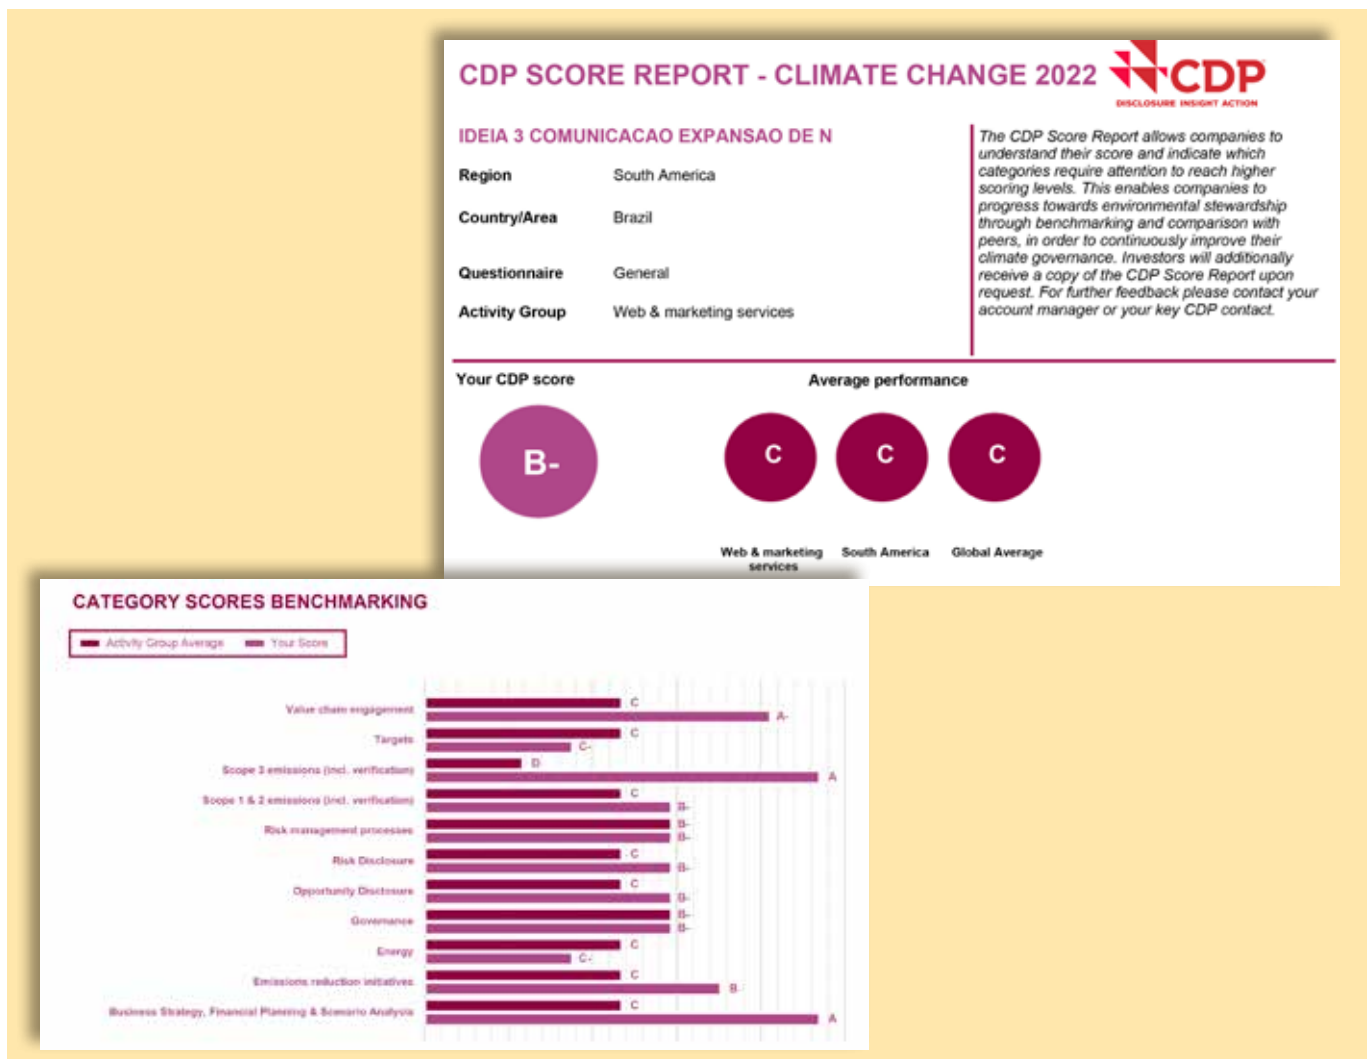 CDP SCORE REPORT - CLIMATE CHANGE 2022
CDP
DISCLOSURE INSIGHT ACTION
IDEIA 3 COMUNICACAO EXPANSAO DE N
Region South America
Country/Area Brazil
Questionnaire General
Activity Group Web & marketing services
The CDP Score Report allows companies to
understand their score and indicate which
categories require attention to reach higher
scoring levels. This enables companies to
progress towards environmental stewardship
through benchmarking and comparison with
peers, in order to continuously improve their
climate governance. Investors will additionally
receive a copy of the CDP Score Report upon
request. For further feedback please contact your
account manager or your key CDP contact.
Your CDP score
Average performance
B-
C C C
Web & marketing
services
South America
Global Average
CATEGORY SCORES BENCHMARKING
Activity Group Average Your Score
Value chain engagement
C
A-
Targets
C
C-
Scope 3 emissions (incl. verification)
D
A
Scope 1 & 2 emissions (incl. verification)
C
B-
Risk management processes
B-
B-
Risk Disclosure
C
B-
Opportunity Disclosure
C
B-
Governance
B-
B-
Energy
C
C-
Emissions reduction initiatives
C
B
Business Strategy, Financial Planning & Scenario Analysis
C
A